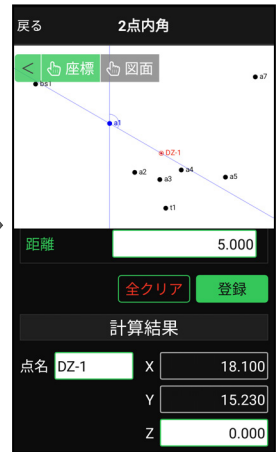 戻る 2点内角
< 座標 図面
bs1
a7
a1
DZ-1
a2 a4
a3 a5
t1
距離 5.000
全クリア 登録
計算結果
点名 DZ-1 X 18.100
Y 15.230
Z 0.000